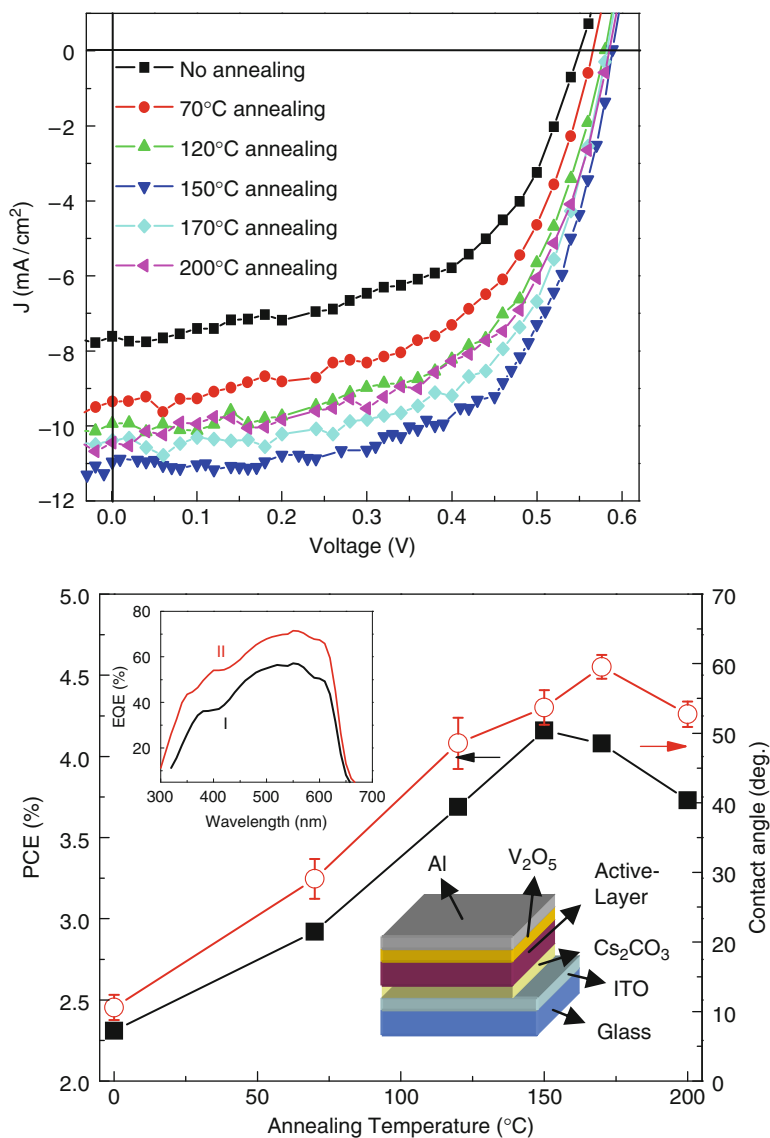 0
−2
−4
−6
−8
−10
−12
J (mA / cm²)
No annealing
70°C annealing
120°C annealing
150°C annealing
170°C annealing
200°C annealing
0.0 0.1 0.2 0.3 0.4 0.5 0.6
Voltage (V)
5.0
4.5
4.0
3.5
3.0
2.5
2.0
PCE (%)
80
60
40
20
EQE (%)
II
I
300 400 500 600 700
Wavelength (nm)
70
60
50
40
30
20
10
0
Contact angle (deg.)
Al
V₂O₅
Active-
Layer
Cs₂CO₃
ITO
Glass
0 50 100 150 200
Annealing Temperature (°C)